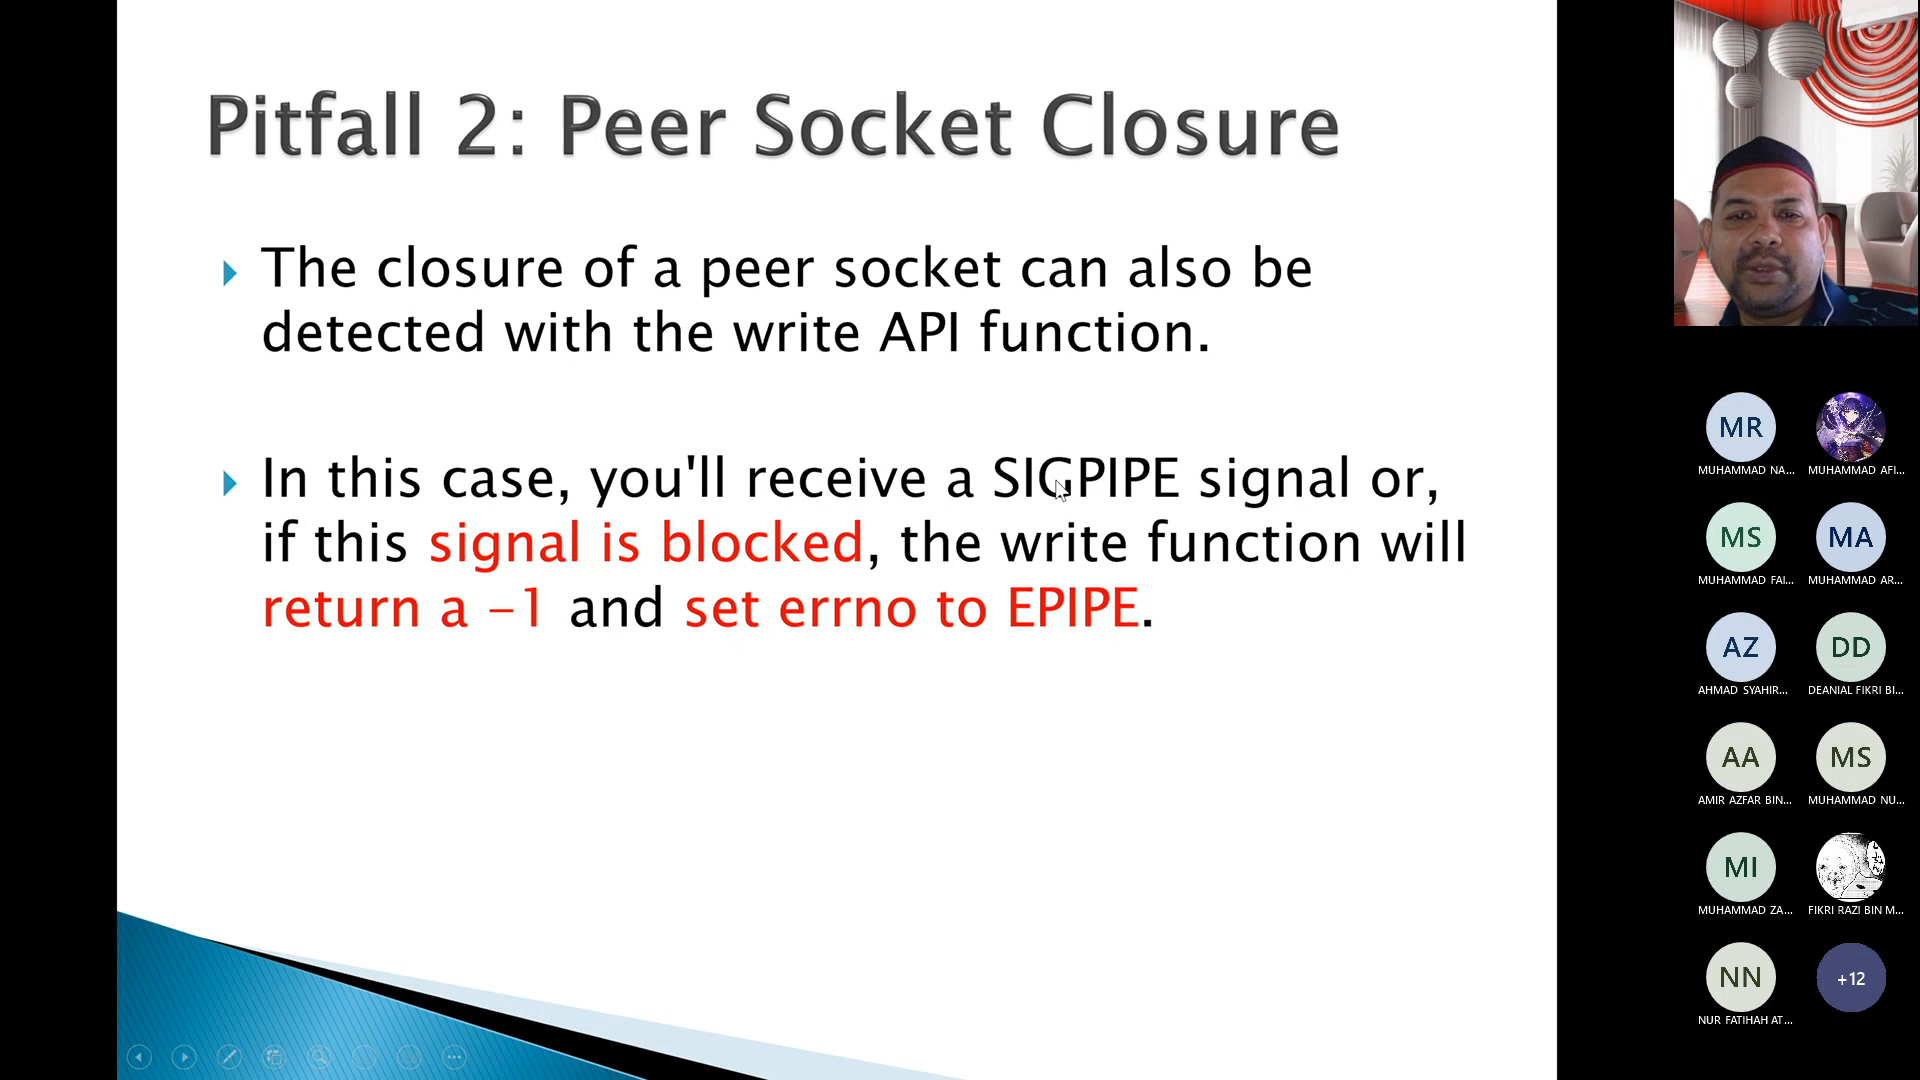 Pitfall 2: Peer Socket Closure
The closure of a peer socket can also be
detected with the write API function.
In this case, you'll receive a SIGPIPE signal or,
if this signal is blocked, the write function will
return a -1 and set errno to EPIPE.
MR
MUHAMMAD NA...
MUHAMMAD AFI...
MS
MUHAMMAD FAI...
MA
MUHAMMAD AR...
AZ
AHMAD SYAHIR...
DD
DEANIAL FIKRI BI...
AA
AMIR AZFAR BIN...
MS
MUHAMMAD NU...
MI
MUHAMMAD ZA...
FIKRI RAZI BIN M...
NN
NUR FATIHAH AT...
+12